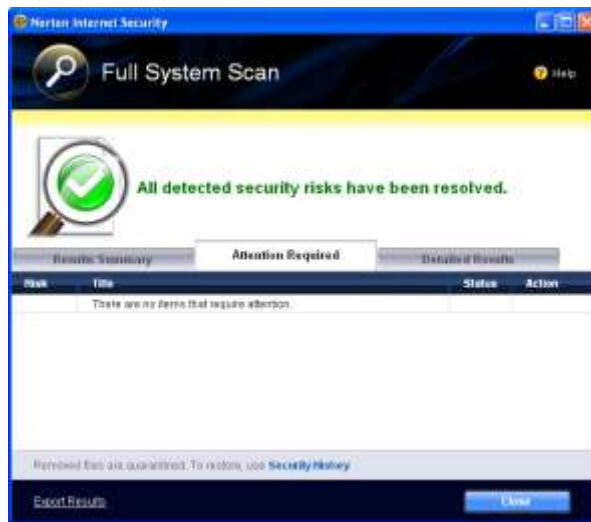 Norton Internet Security
Full System Scan
Help
All detected security risks have been resolved.
Results Summary
Attention Required
Detailed Results
Risk Title Status Action
There are no items that require attention.
Removed files are quarantined. To restore, use Security History
Export Results
Close